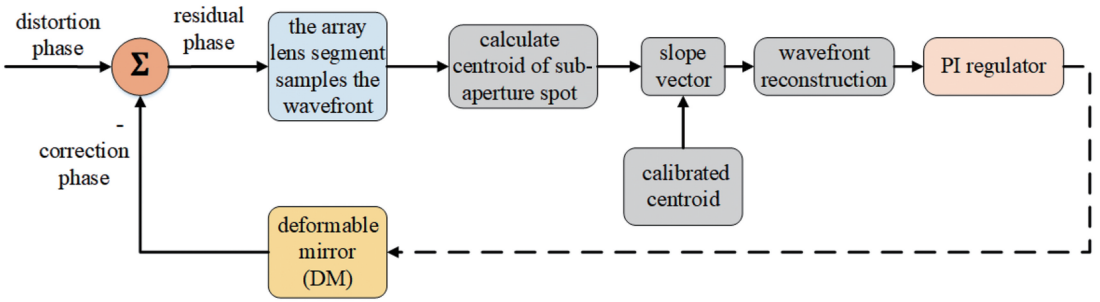 distortion
phase
Σ
residual
phase
the array
lens segment
samples the
wavefront
calculate
centroid of sub-
aperture spot
slope
vector
wavefront
reconstruction
PI regulator
calibrated
centroid
-
correction
phase
deformable
mirror
(DM)